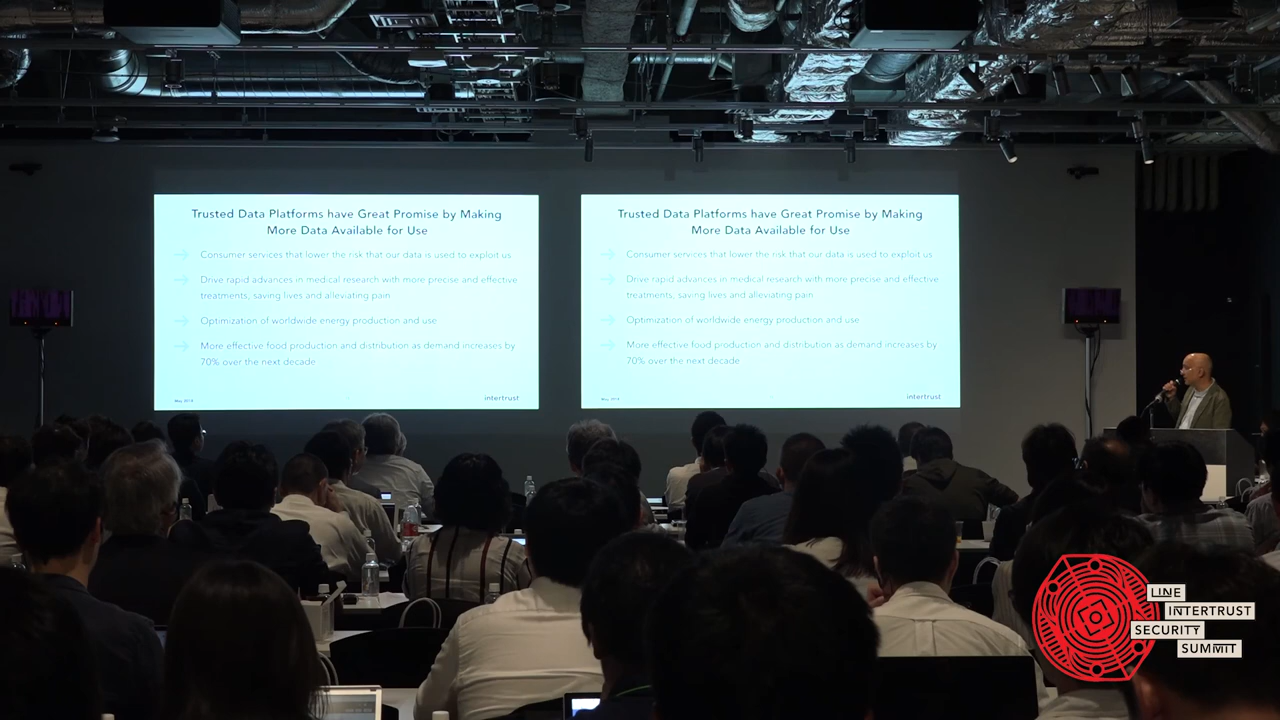 Trusted Data Platforms have Great Promise by Making
More Data Available for Use
Consumer services that lower the risk that our data is used to exploit us
Drive rapid advances in medical research with more precise and effective
treatments, saving lives and alleviating pain
Optimization of worldwide energy production and use
More effective food production and distribution as demand increases by
70% over the next decade
May 2018
intertrust
Trusted Data Platforms have Great Promise by Making
More Data Available for Use
Consumer services that lower the risk that our data is used to exploit us
Drive rapid advances in medical research with more precise and effective
treatments, saving lives and alleviating pain
Optimization of worldwide energy production and use
More effective food production and distribution as demand increases by
70% over the next decade
May 2018
intertrust
LINE
INTERTRUST
SECURITY
SUMMIT